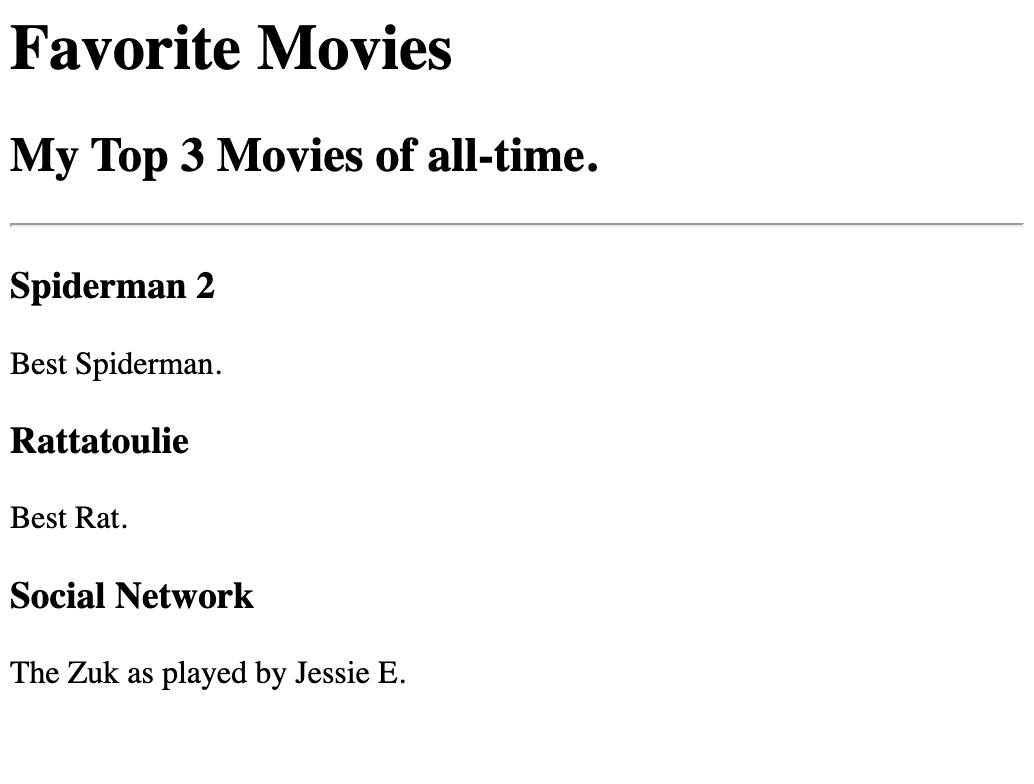 Favorite Movies
My Top 3 Movies of all-time.
Spiderman 2
Best Spiderman.
Rattatoulie
Best Rat.
Social Network
The Zuk as played by Jessie E.